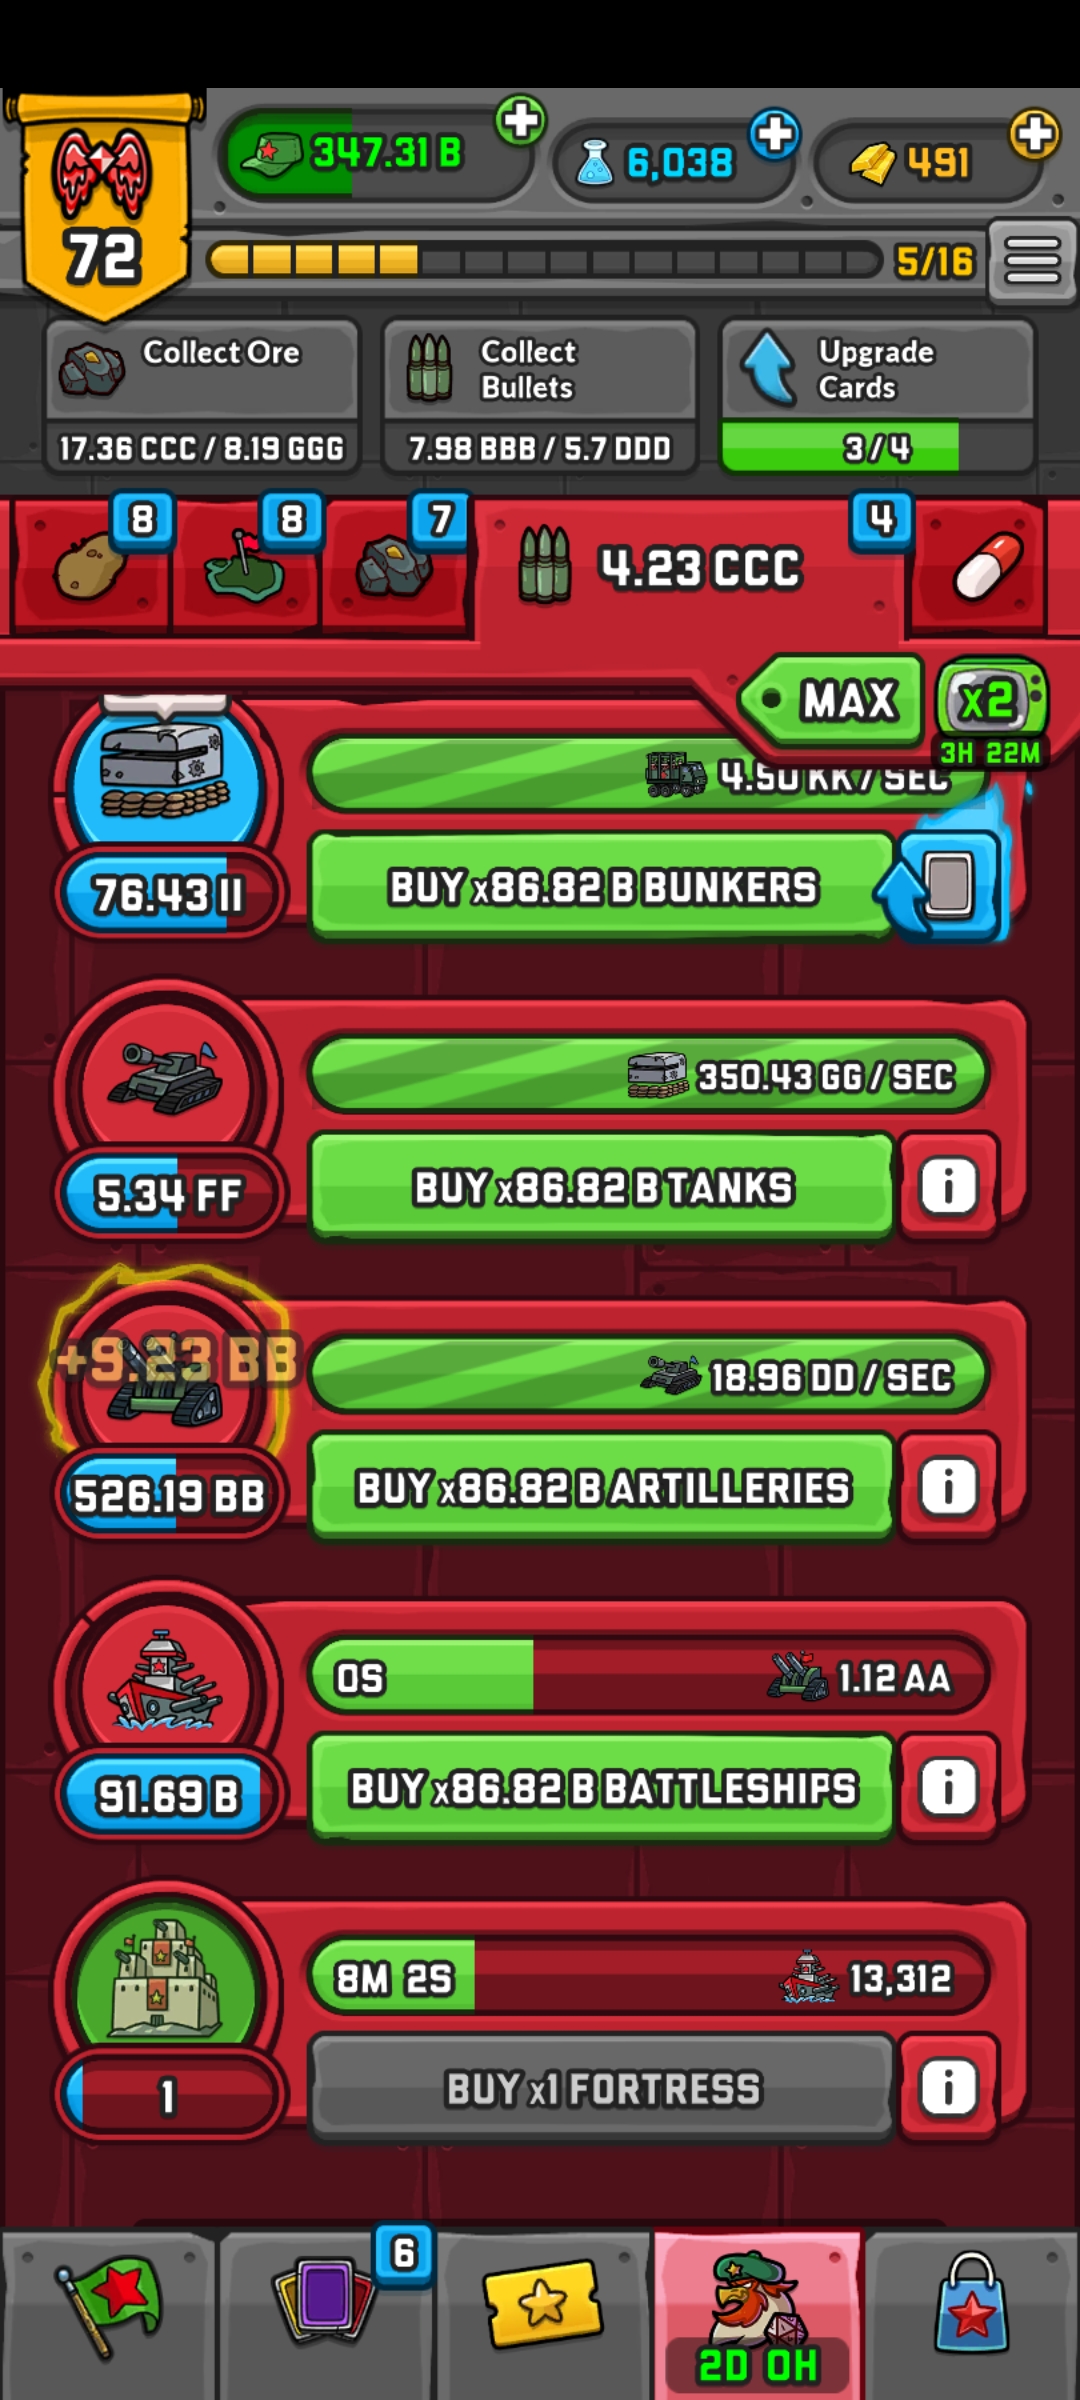 347.31 B
6,038
491
72
5/16
Collect Ore
17.36 CCC / 8.19 GGG
Collect
Bullets
7.98 BBB / 5.7 DDD
Upgrade
Cards
3/4
8
8
7
4.23 CCC
4
MAX
x2
3H 22M
4.50 KK / SEC
76.43 II
BUY x86.82 B BUNKERS
350.43 GG / SEC
5.34 FF
BUY x86.82 B TANKS
i
+9.23 BB
18.96 DD / SEC
526.19 BB
BUY x86.82 B ARTILLERIES
i
0S
1.12 AA
91.69 B
BUY x86.82 B BATTLESHIPS
i
8M 2S
13,312
1
BUY x1 FORTRESS
i
6
2D 0H